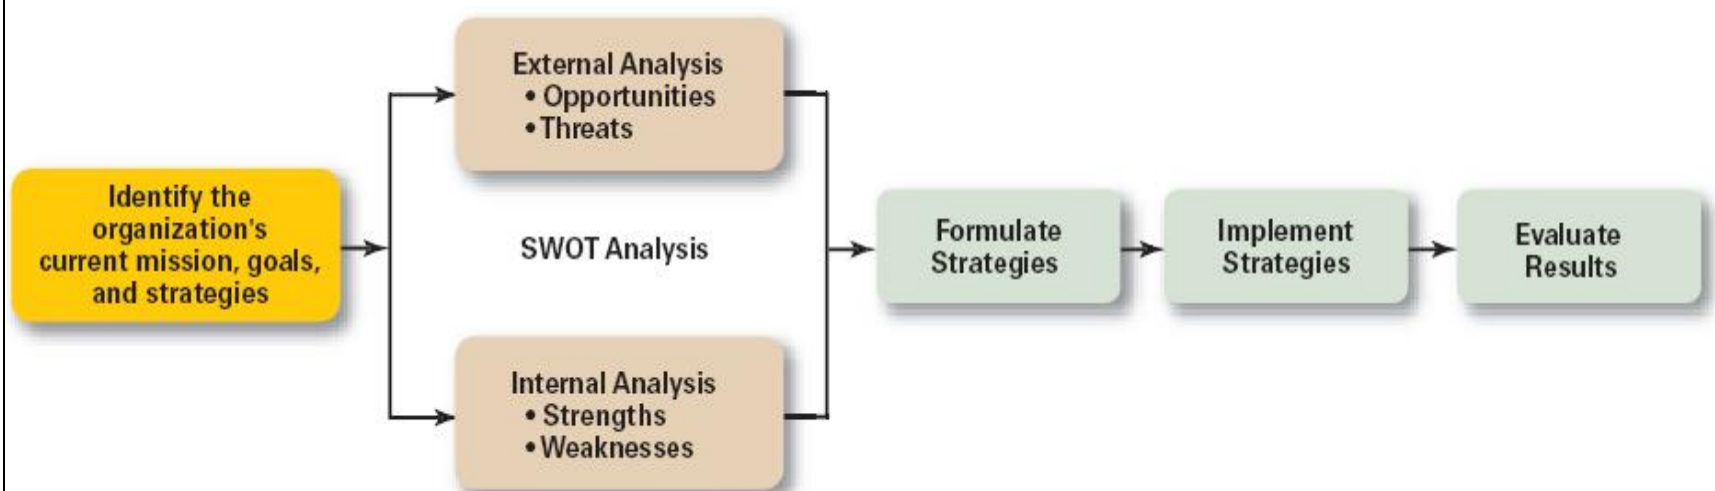 Identify the
organization's
current mission, goals,
and strategies
External Analysis
• Opportunities
• Threats
SWOT Analysis
Internal Analysis
• Strengths
• Weaknesses
Formulate
Strategies
Implement
Strategies
Evaluate
Results